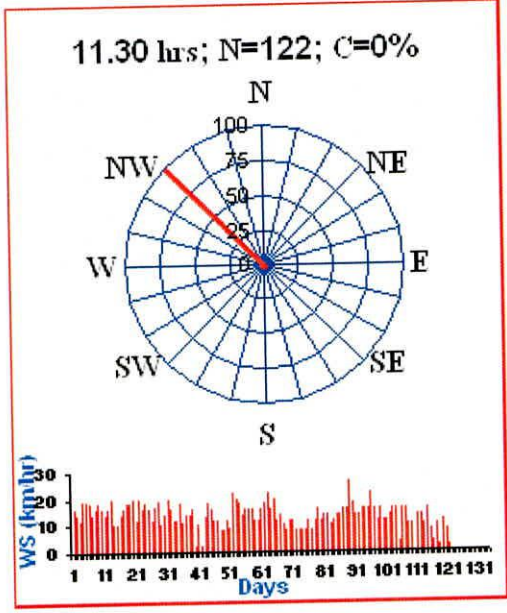 11.30 hrs; N=122; C=0%
N
100
NW
75
NE
50
25
W
0
E
SW
SE
S
WS (km/hr)
30
20
10
0
1 11 21 31 41 51 61 71 81 91 101 111 121 131
Days